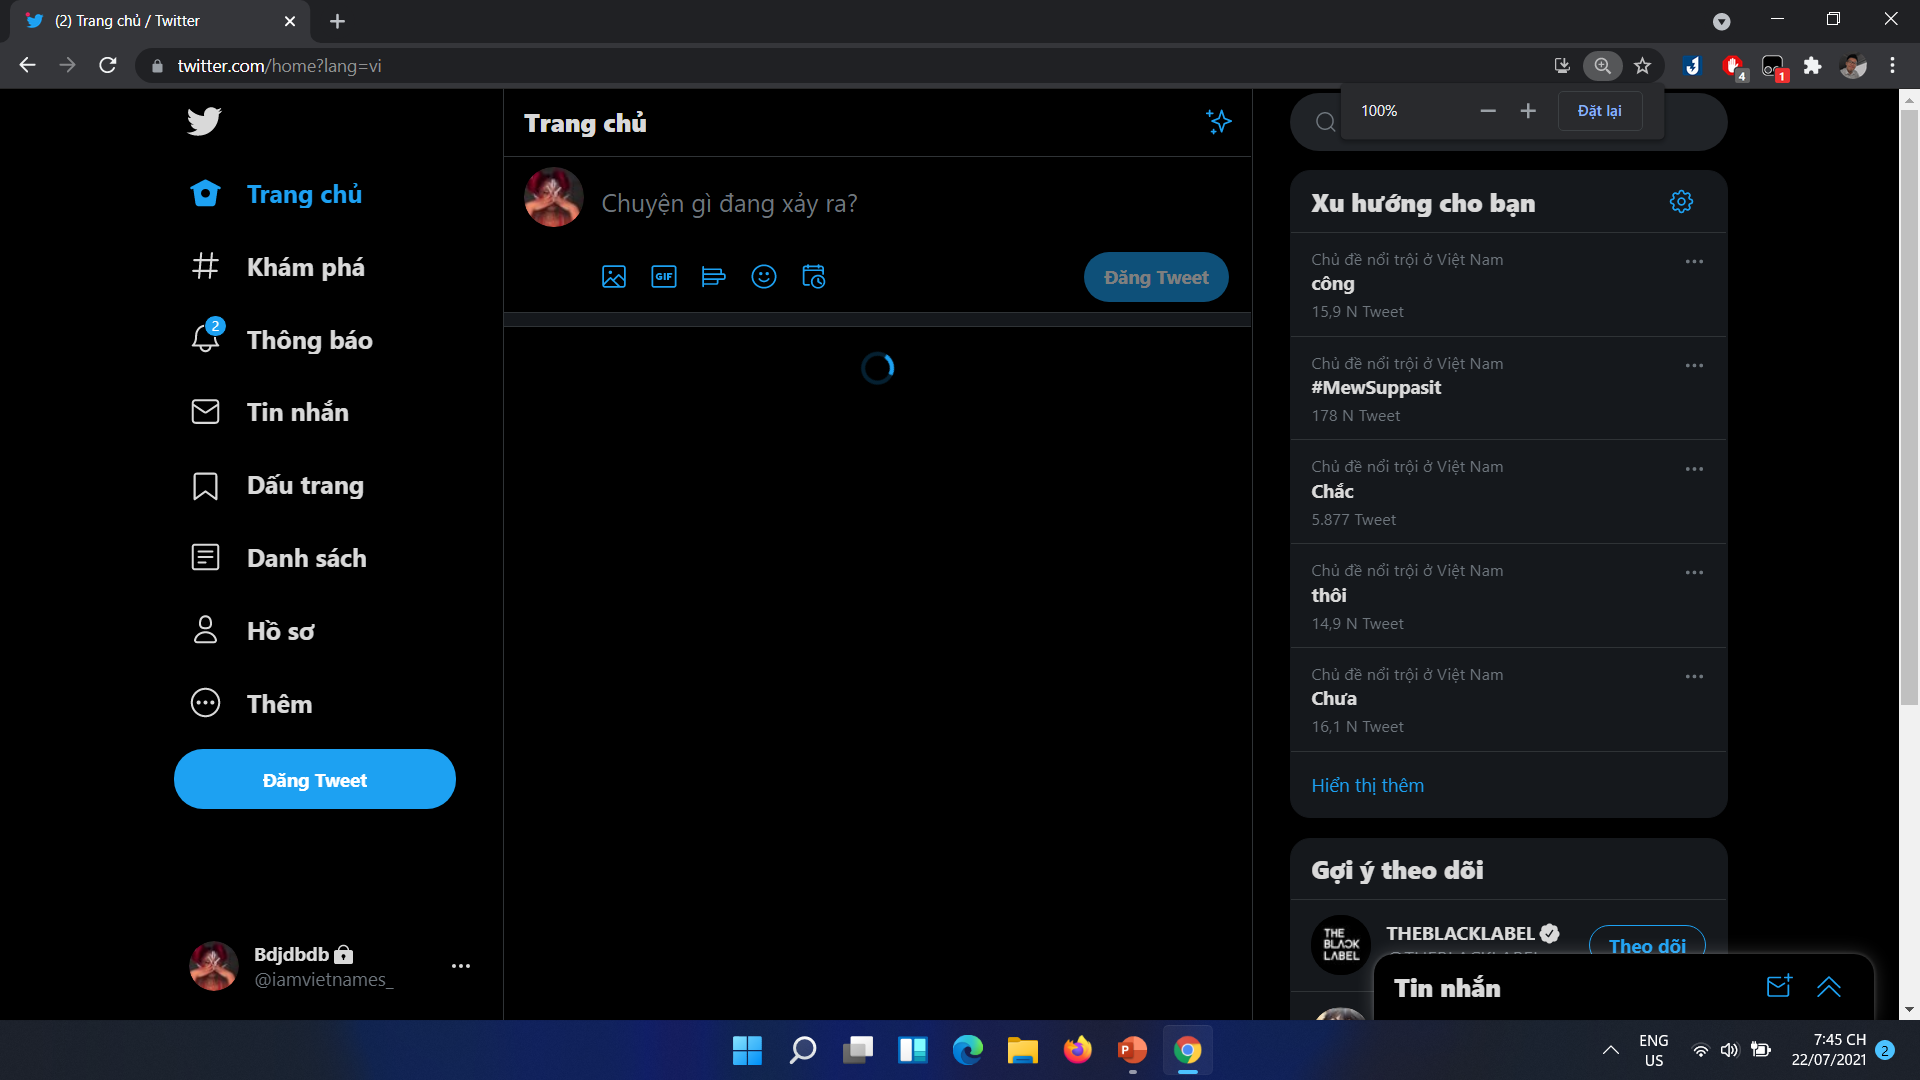 (2) Trang chủ / Twitter
twitter.com/home?lang=vi
4
1
100%
Đặt lại
Trang chủ
Khám phá
2
Thông báo
Tin nhắn
Dấu trang
Danh sách
Hồ sơ
Thêm
Đăng Tweet
Bdjdbdb
@iamvietnames_
Trang chủ
Chuyện gì đang xảy ra?
GIF
Đăng Tweet
Xu hướng cho bạn
Chủ đề nổi trội ở Việt Nam
công
15,9 N Tweet
Chủ đề nổi trội ở Việt Nam
#MewSuppasit
178 N Tweet
Chủ đề nổi trội ở Việt Nam
Chắc
5.877 Tweet
Chủ đề nổi trội ở Việt Nam
thôi
14,9 N Tweet
Chủ đề nổi trội ở Việt Nam
Chưa
16,1 N Tweet
Hiển thị thêm
Gợi ý theo dõi
THE
BLACK
LABEL
THEBLACKLABEL
Theo dõi
Tin nhắn
P
ENG
US
7:45 CH
22/07/2021
2